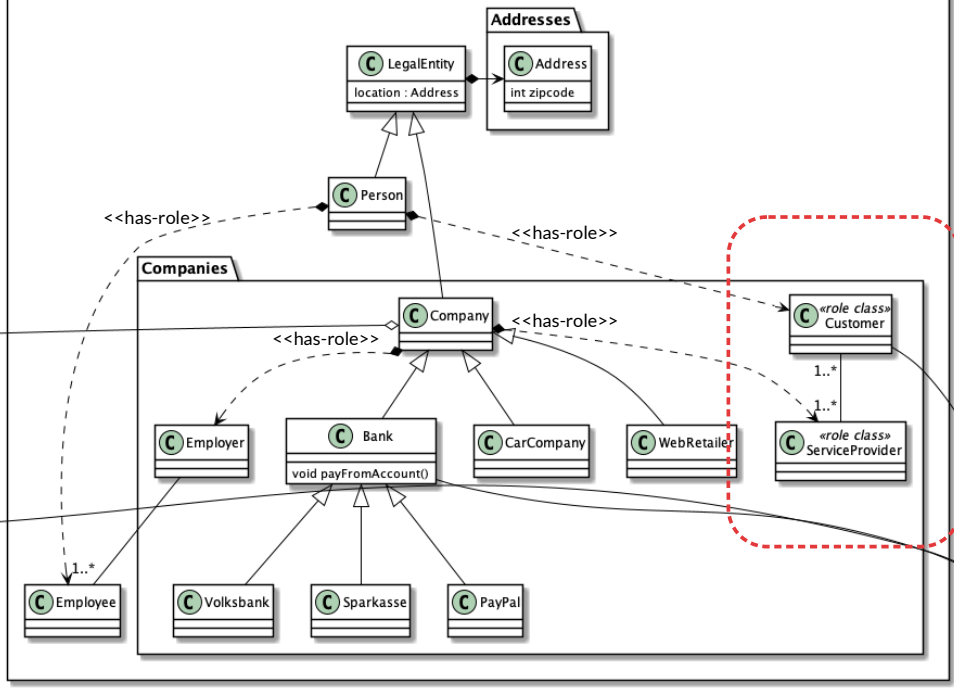 Addresses
C LegalEntity
location : Address
C Address
int zipcode
C Person
<<has-role>>
<<has-role>>
Companies
C Company
<<has-role>>
<<has-role>>
C «role class»
Customer
1..*
1..*
C Employer
C Bank
void payFromAccount()
C CarCompany
C WebRetailer
C «role class»
ServiceProvider
1..*
C Employee
C Volksbank
C Sparkasse
C PayPal